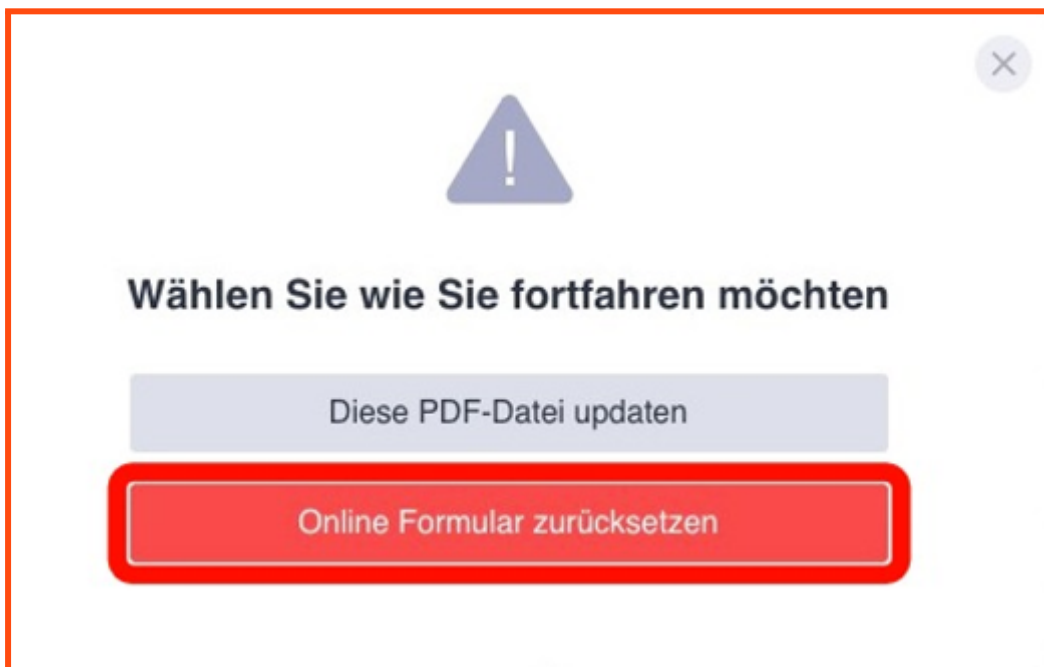 !
Wählen Sie wie Sie fortfahren möchten
Diese PDF-Datei updaten
Online Formular zurücksetzen